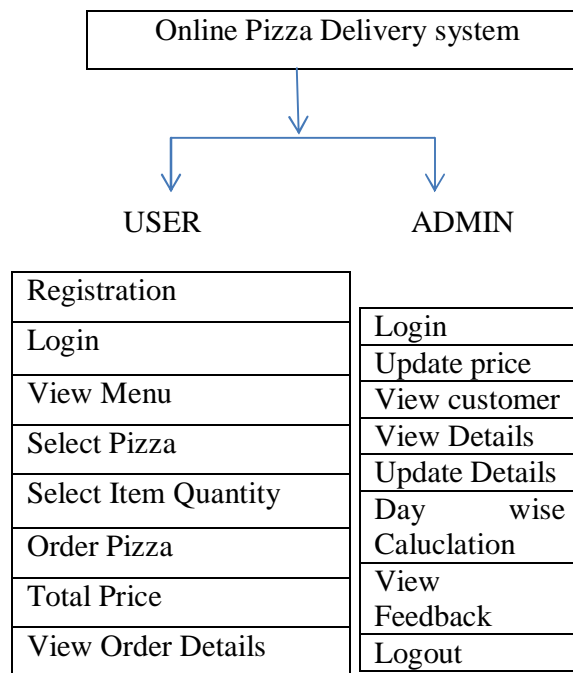 Online Pizza Delivery system
USER
ADMIN
Registration
Login
View Menu
Select Pizza
Select Item Quantity
Order Pizza
Total Price
View Order Details
Login
Update price
View customer
View Details
Update Details
Day wise
Caluclation
View
Feedback
Logout